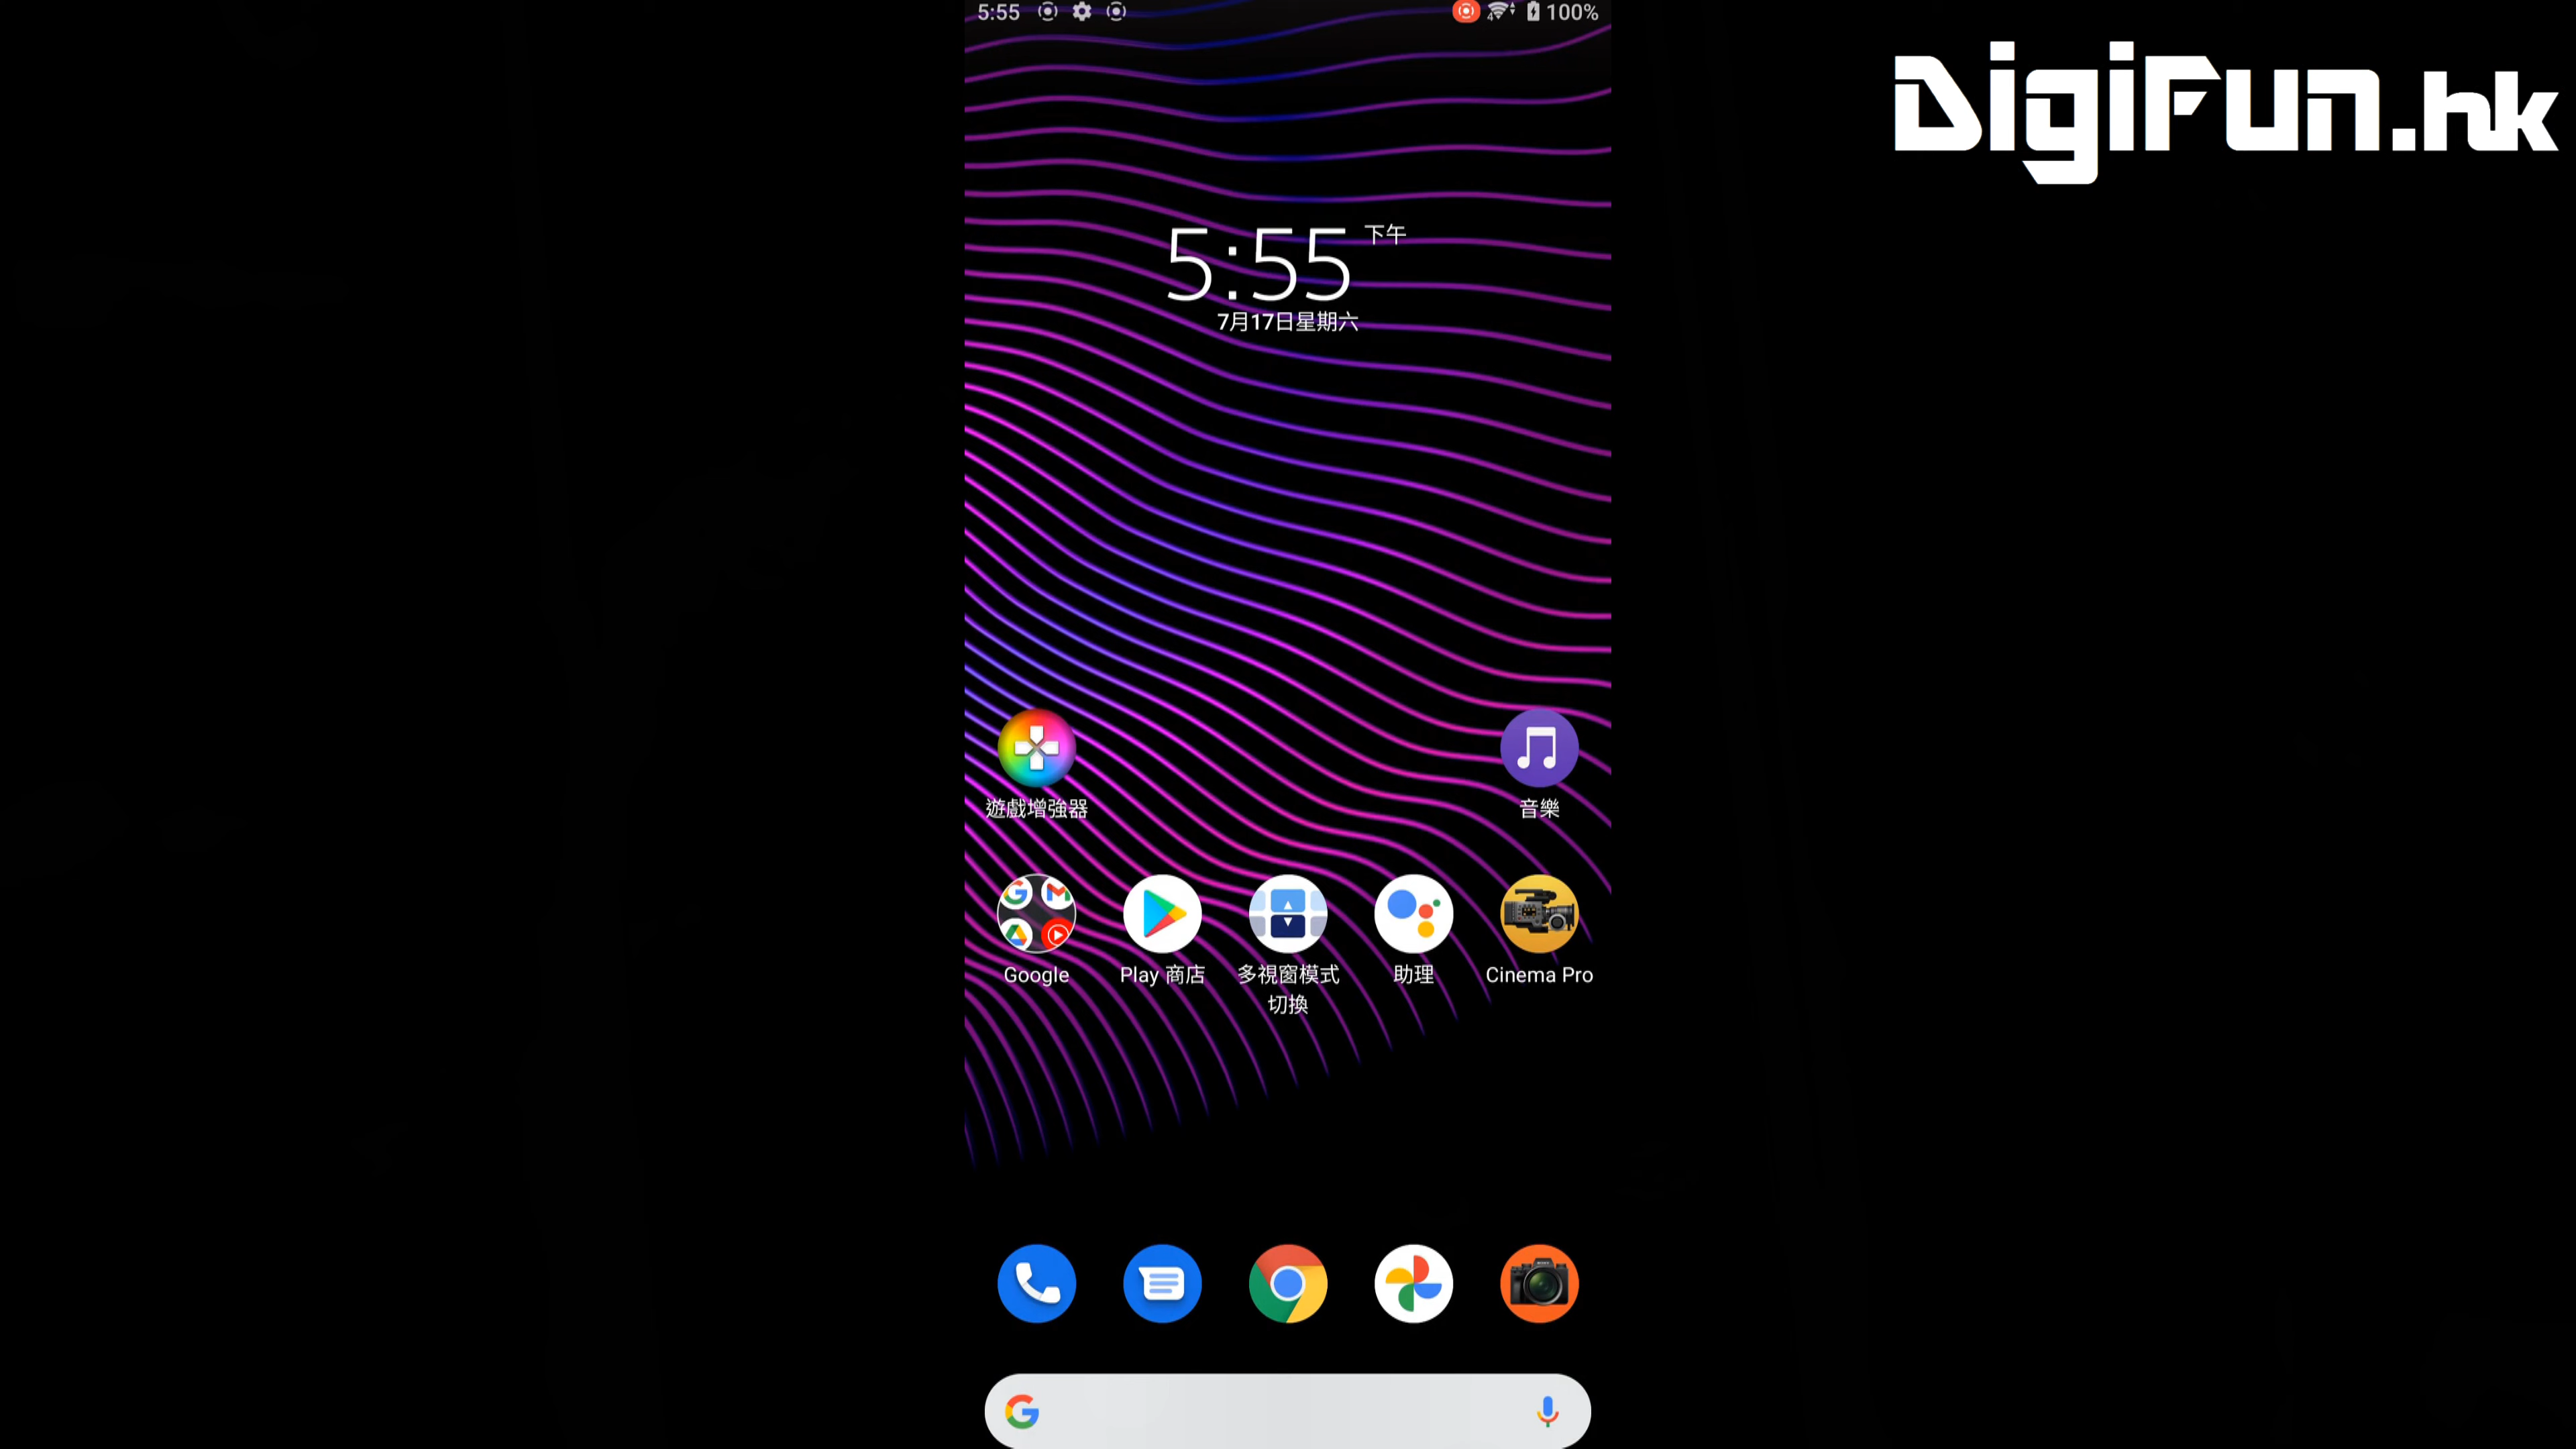 5:55
100%
DigiFun.hk
5:55 下午
7月17日星期六
遊戲增強器
音樂
Google
Play 商店
多視窗模式
切換
助理
Cinema Pro